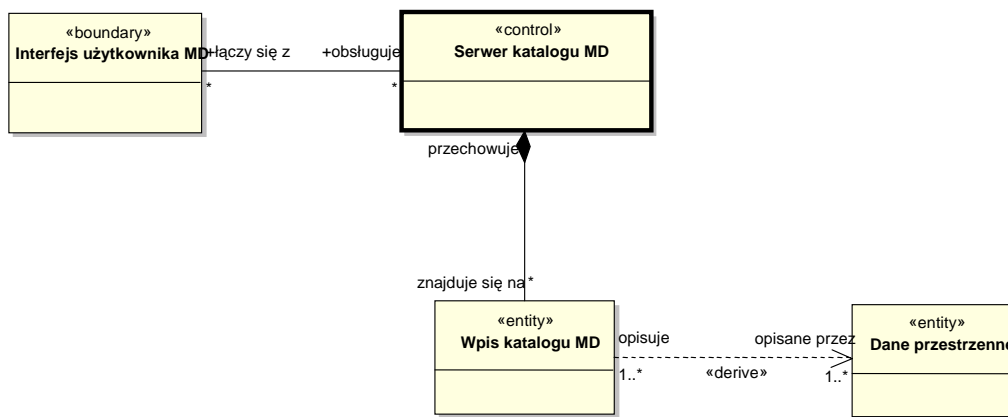 «boundary»
Interfejs użytkownika MD
+łączy się z
+obsługuje
*
*
«control»
Serwer katalogu MD
przechowuje
znajduje się na
*
«entity»
Wpis katalogu MD
opisuje
opisane przez
1..*
«derive»
1..*
«entity»
Dane przestrzenne